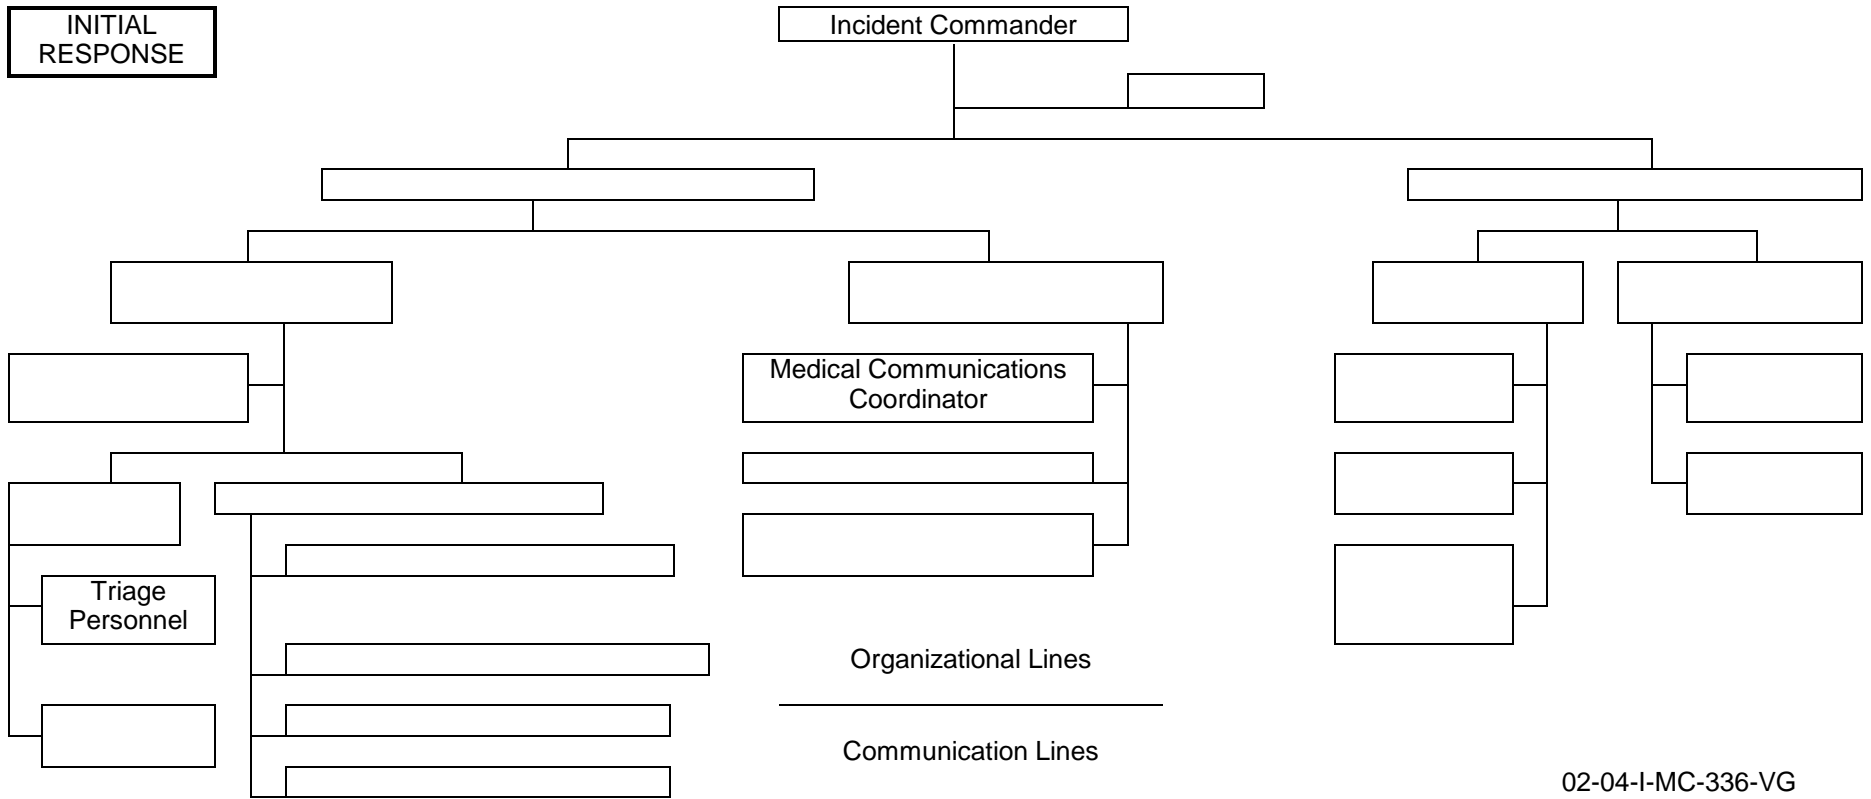 INITIAL
RESPONSE
Incident Commander
Medical Communications
Coordinator
Triage
Personnel
Organizational Lines
Communication Lines
02-04-I-MC-336-VG